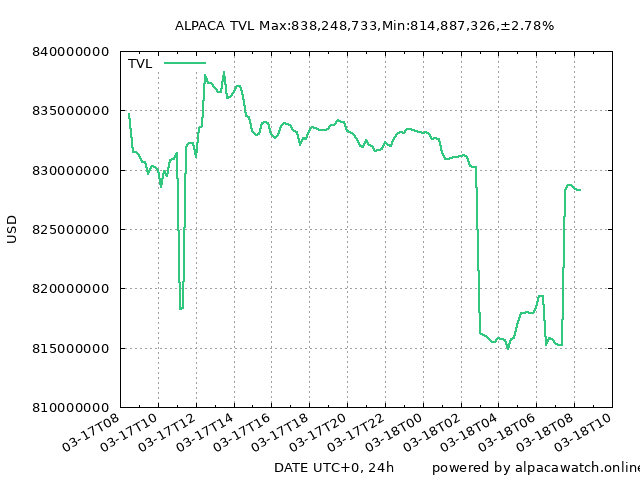 ALPACA TVL Max:838,248,733,Min:814,887,326,±2.78%
TVL
840000000
835000000
830000000
825000000
820000000
815000000
810000000
USD
03-17T08
03-17T10
03-17T12
03-17T14
03-17T16
03-17T18
03-17T20
03-17T22
03-18T00
03-18T02
03-18T04
03-18T06
03-18T08
03-18T10
DATE UTC+0, 24h
powered by alpacawatch.online